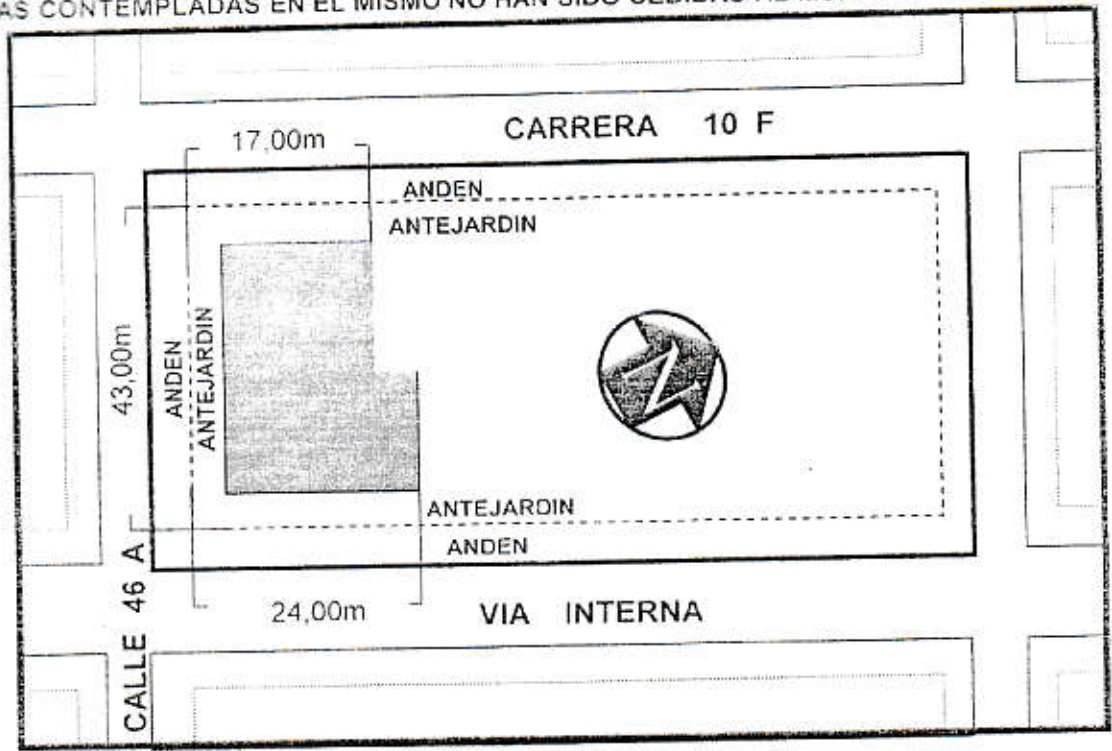 AS CONTEMPLADAS EN EL MISMO NO HAN SIDO CEDIDAS
CARRERA 10 F
17,00m
ANDEN
ANTEJARDIN
43,00m
ANDEN
ANTEJARDIN
N
ANTEJARDIN
ANDEN
CALLE 46 A
24,00m
VIA INTERNA